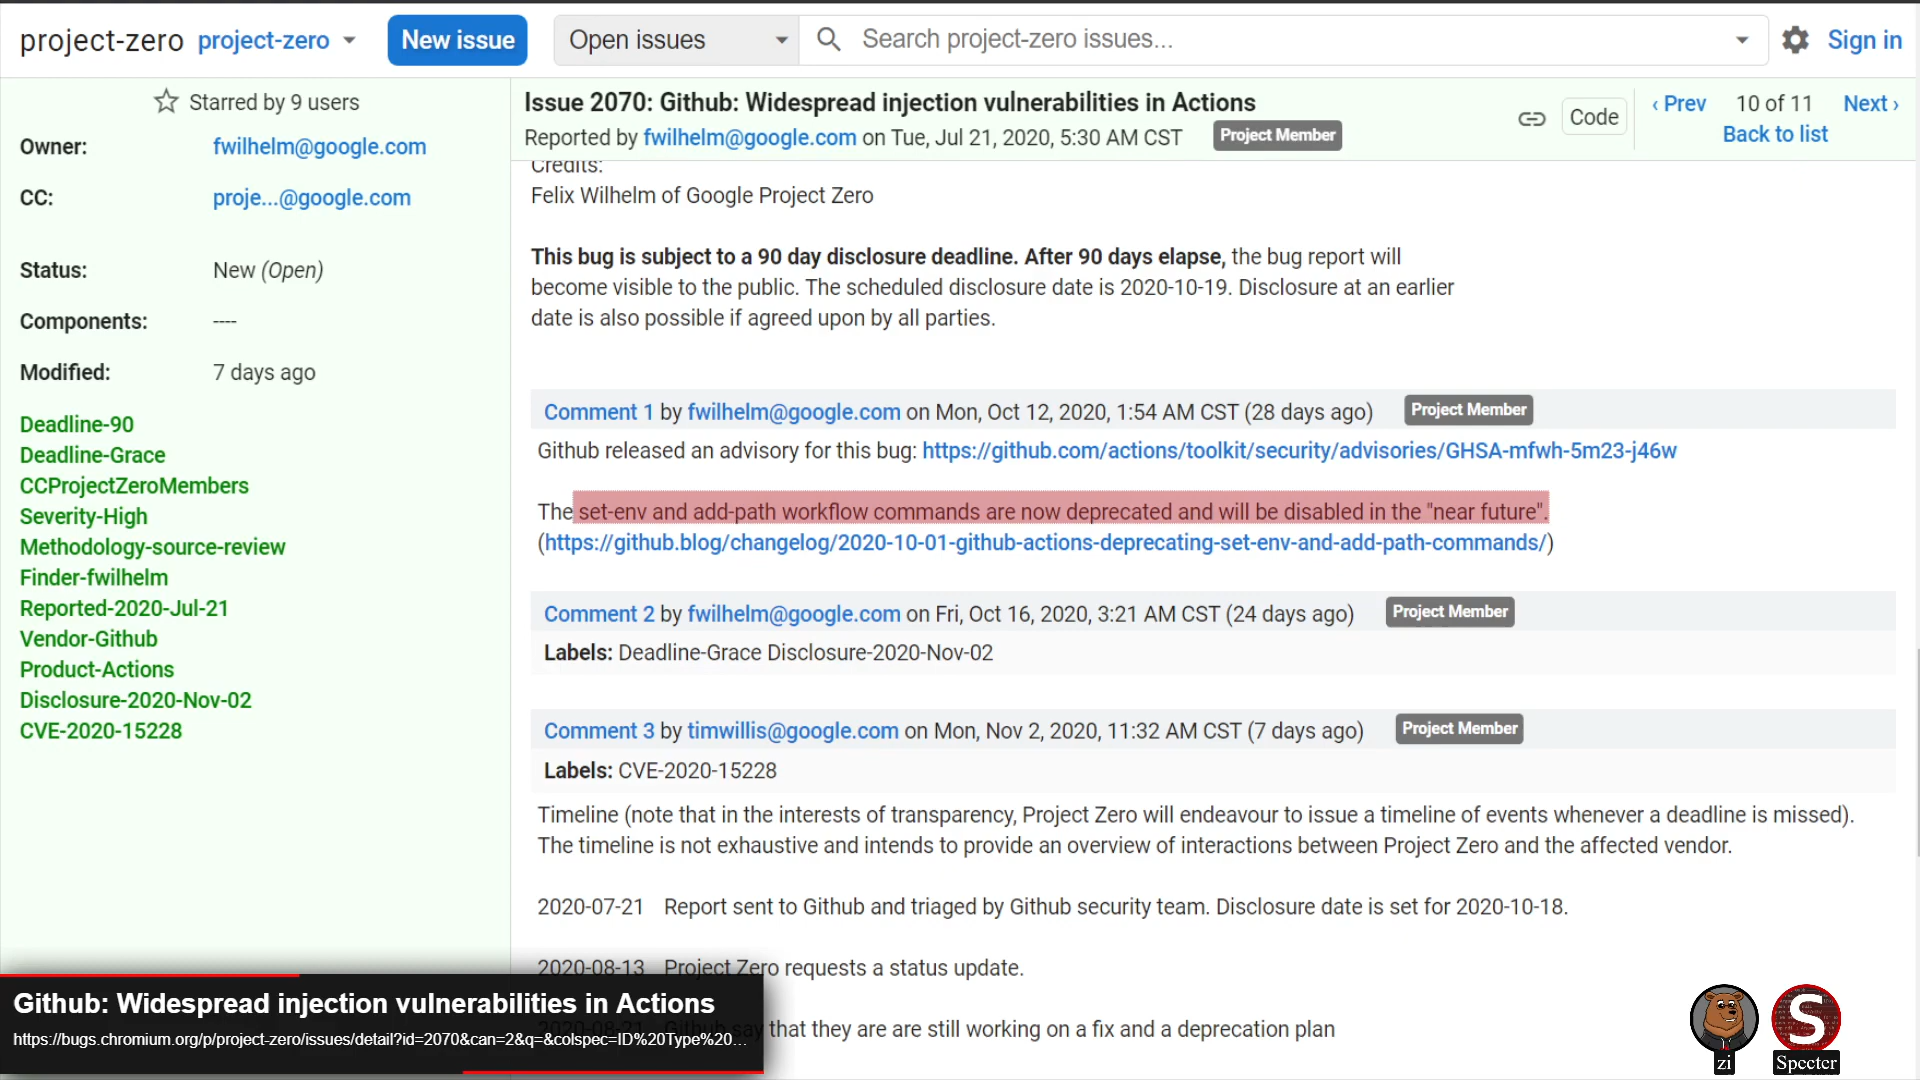 project-zero project-zero New issue Open issues Search project-zero issues... Sign in
Starred by 9 users
Owner: fwilhelm@google.com
CC: proje...@google.com
Status: New (Open)
Components: ----
Modified: 7 days ago
Deadline-90
Deadline-Grace
CCProjectZeroMembers
Severity-High
Methodology-source-review
Finder-fwilhelm
Reported-2020-Jul-21
Vendor-Github
Product-Actions
Disclosure-2020-Nov-02
CVE-2020-15228
Issue 2070: Github: Widespread injection vulnerabilities in Actions
Reported by fwilhelm@google.com on Tue, Jul 21, 2020, 5:30 AM CST Project Member
Code
‹ Prev 10 of 11 Next ›
Back to list
Credits:
Felix Wilhelm of Google Project Zero
This bug is subject to a 90 day disclosure deadline. After 90 days elapse, the bug report will
become visible to the public. The scheduled disclosure date is 2020-10-19. Disclosure at an earlier
date is also possible if agreed upon by all parties.
Comment 1 by fwilhelm@google.com on Mon, Oct 12, 2020, 1:54 AM CST (28 days ago) Project Member
Github released an advisory for this bug: https://github.com/actions/toolkit/security/advisories/GHSA-mfwh-5m23-j46w
The set-env and add-path workflow commands are now deprecated and will be disabled in the "near future".
(https://github.blog/changelog/2020-10-01-github-actions-deprecating-set-env-and-add-path-commands/)
Comment 2 by fwilhelm@google.com on Fri, Oct 16, 2020, 3:21 AM CST (24 days ago) Project Member
Labels: Deadline-Grace Disclosure-2020-Nov-02
Comment 3 by timwillis@google.com on Mon, Nov 2, 2020, 11:32 AM CST (7 days ago) Project Member
Labels: CVE-2020-15228
Timeline (note that in the interests of transparency, Project Zero will endeavour to issue a timeline of events whenever a deadline is missed).
The timeline is not exhaustive and intends to provide an overview of interactions between Project Zero and the affected vendor.
2020-07-21 Report sent to Github and triaged by Github security team. Disclosure date is set for 2020-10-18.
2020-08-13 Project Zero requests a status update.
2020-08-21 Github say that they are are still working on a fix and a deprecation plan
Github: Widespread injection vulnerabilities in Actions
https://bugs.chromium.org/p/project-zero/issues/detail?id=2070&can=2&q=&colspec=ID%20Type%20...
zi
S
Specter